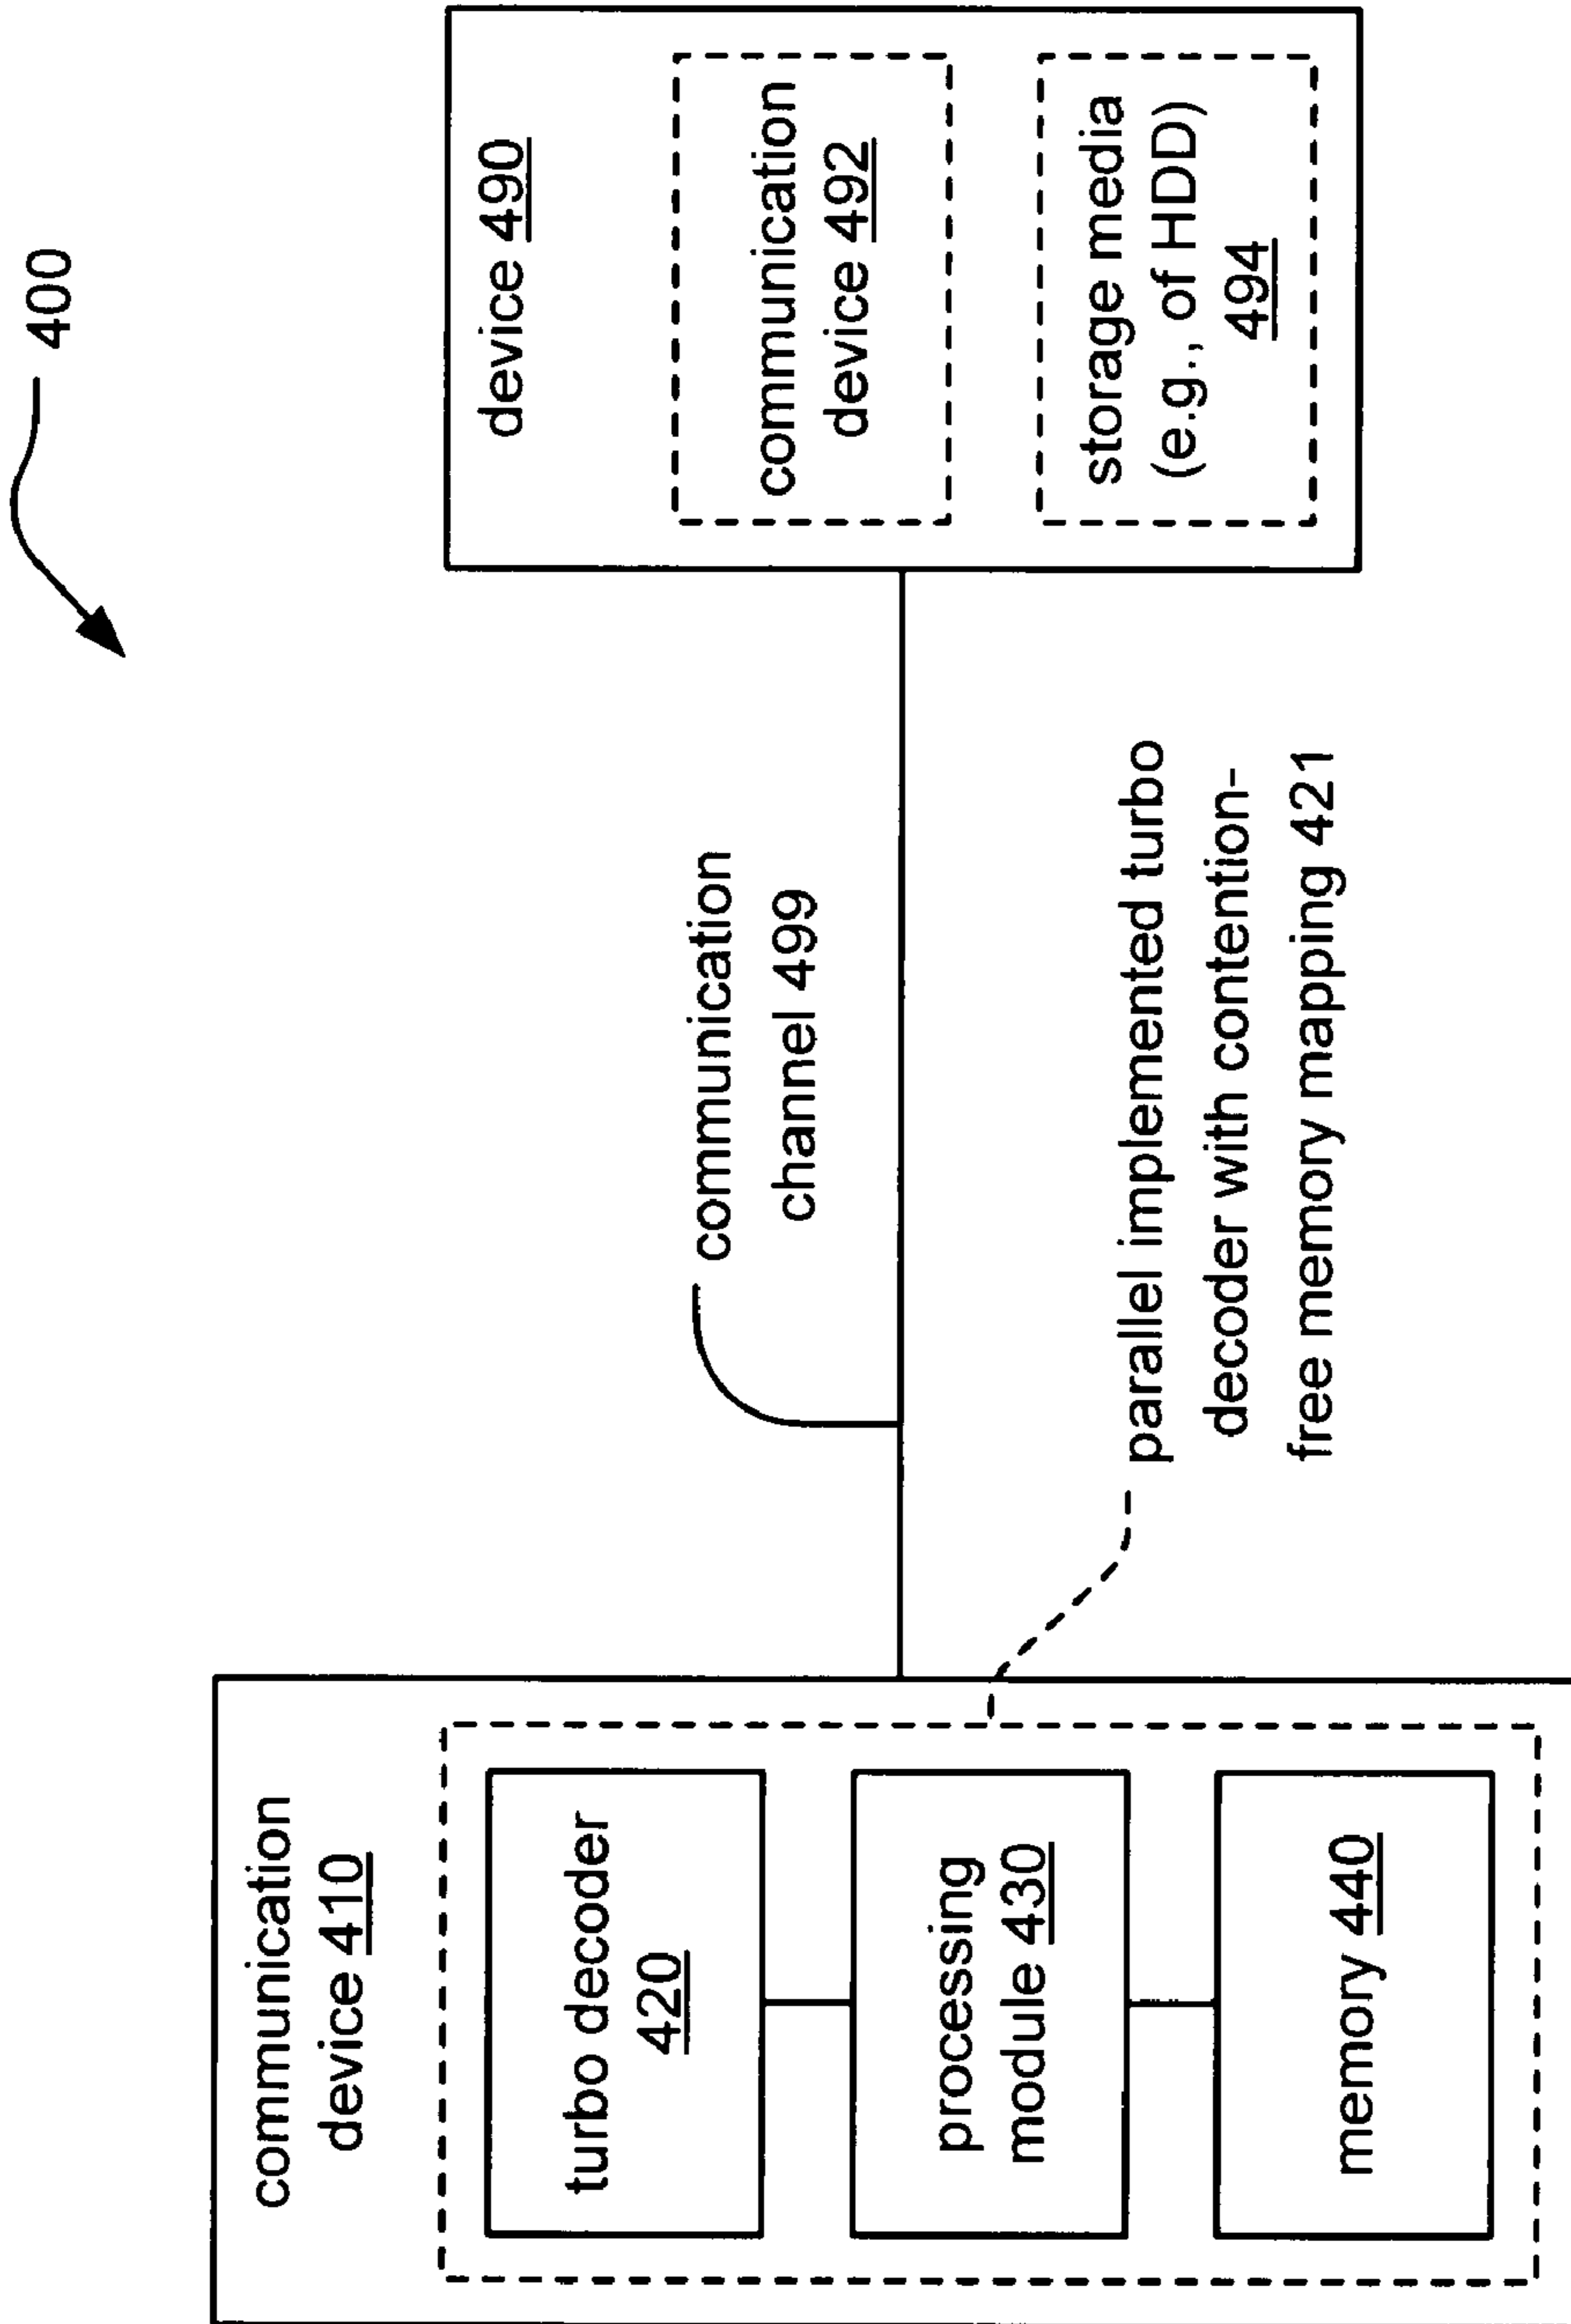 400
communication
device 410
turbo decoder
420
processing
module 430
memory 440
communication
channel 499
parallel implemented turbo
decoder with contention-
free memory mapping 421
device 490
communication
device 492
storage media
(e.g., of HDD)
494